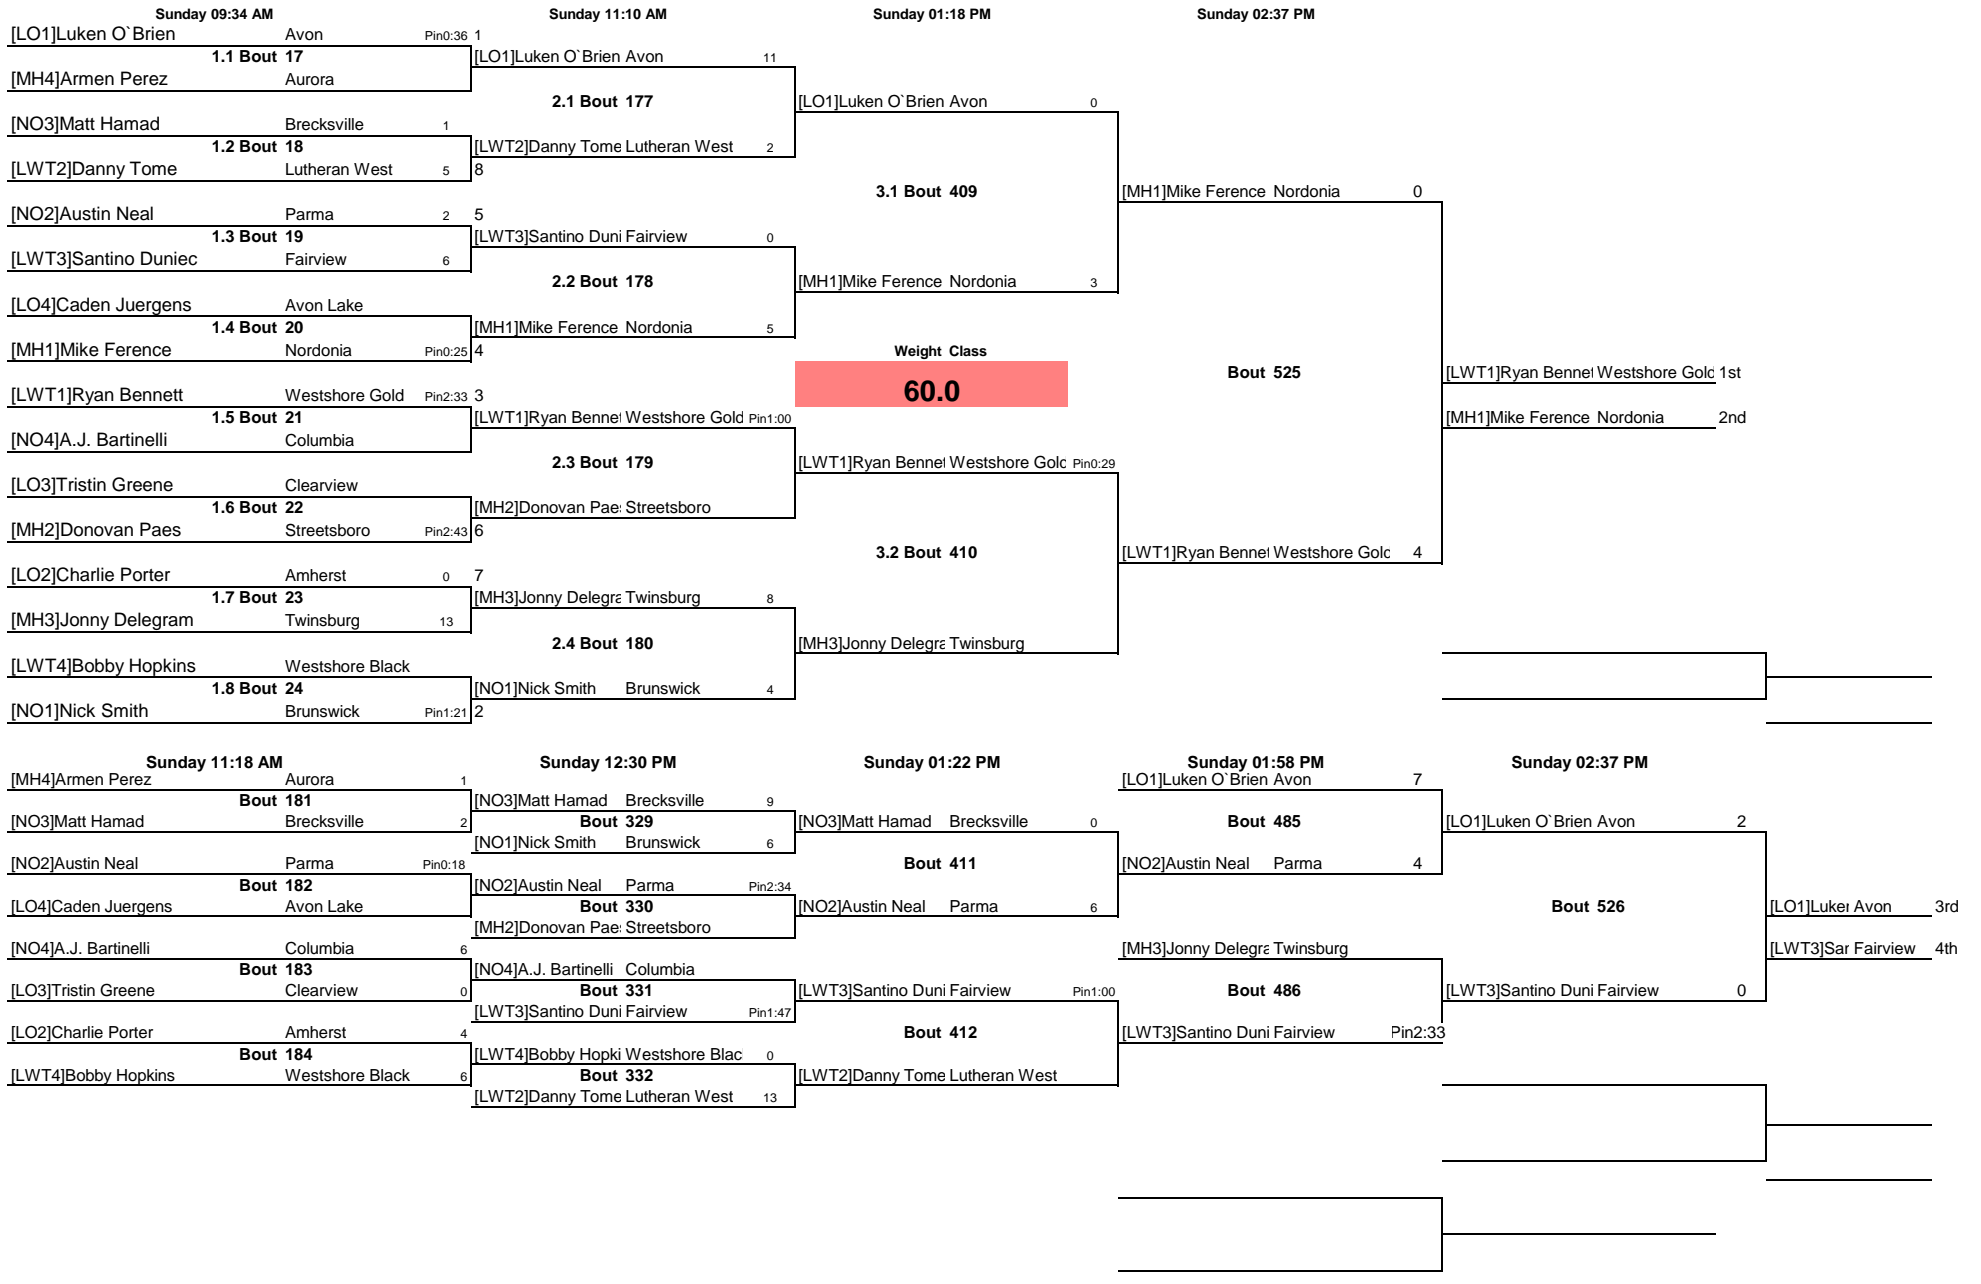 Sunday 09:34 AM Sunday 11:10 AM Sunday 01:18 PM Sunday 02:37 PM
[LO1]Luken O`Brien Avon Pin0:36 1
1.1 Bout 17 [LO1]Luken O`Brien Avon 11
[MH4]Armen Perez Aurora
2.1 Bout 177 [LO1]Luken O`Brien Avon 0
[NO3]Matt Hamad Brecksville 1
1.2 Bout 18 [LWT2]Danny Tome Lutheran West 2
[LWT2]Danny Tome Lutheran West 5 8
3.1 Bout 409 [MH1]Mike Ference Nordonia 0
[NO2]Austin Neal Parma 2 5
1.3 Bout 19 [LWT3]Santino Duni Fairview 0
[LWT3]Santino Duniec Fairview 6
2.2 Bout 178 [MH1]Mike Ference Nordonia 3
[LO4]Caden Juergens Avon Lake
1.4 Bout 20 [MH1]Mike Ference Nordonia 5
[MH1]Mike Ference Nordonia Pin0:25 4 Weight Class
Bout 525 [LWT1]Ryan Bennet Westshore Gold 1st
[LWT1]Ryan Bennett Westshore Gold Pin2:33 3 60.0
1.5 Bout 21 [LWT1]Ryan Bennet Westshore Gold Pin1:00 [MH1]Mike Ference Nordonia 2nd
[NO4]A.J. Bartinelli Columbia
2.3 Bout 179 [LWT1]Ryan Bennet Westshore Gold Pin0:29
[LO3]Tristin Greene Clearview
1.6 Bout 22 [MH2]Donovan Paes Streetsboro
[MH2]Donovan Paes Streetsboro Pin2:43 6
3.2 Bout 410 [LWT1]Ryan Bennet Westshore Gold 4
[LO2]Charlie Porter Amherst 0 7
1.7 Bout 23 [MH3]Jonny Delegra Twinsburg 8
[MH3]Jonny Delegram Twinsburg 13
2.4 Bout 180 [MH3]Jonny Delegra Twinsburg
[LWT4]Bobby Hopkins Westshore Black
1.8 Bout 24 [NO1]Nick Smith Brunswick 4
[NO1]Nick Smith Brunswick Pin1:21 2
Sunday 11:18 AM Sunday 12:30 PM Sunday 01:22 PM Sunday 01:58 PM Sunday 02:37 PM
[MH4]Armen Perez Aurora 1 [LO1]Luken O`Brien Avon 7
Bout 181 [NO3]Matt Hamad Brecksville 9
[NO3]Matt Hamad Brecksville 2 Bout 329 [NO3]Matt Hamad Brecksville 0 Bout 485 [LO1]Luken O`Brien Avon 2
[NO1]Nick Smith Brunswick 6
[NO2]Austin Neal Parma Pin0:18 Bout 411 [NO2]Austin Neal Parma 4
Bout 182 [NO2]Austin Neal Parma Pin2:34
[LO4]Caden Juergens Avon Lake Bout 330 [NO2]Austin Neal Parma 6 Bout 526 [LO1]Luker Avon 3rd
[MH2]Donovan Paes Streetsboro
[NO4]A.J. Bartinelli Columbia 6 [MH3]Jonny Delegra Twinsburg [LWT3]Sar Fairview 4th
Bout 183 [NO4]A.J. Bartinelli Columbia
[LO3]Tristin Greene Clearview 0 Bout 331 [LWT3]Santino Duni Fairview Pin1:00 Bout 486 [LWT3]Santino Duni Fairview 0
[LWT3]Santino Duni Fairview Pin1:47
[LO2]Charlie Porter Amherst 4 Bout 412 [LWT3]Santino Duni Fairview Pin2:33
Bout 184 [LWT4]Bobby Hopki Westshore Blac 0
[LWT4]Bobby Hopkins Westshore Black 6 Bout 332 [LWT2]Danny Tome Lutheran West
[LWT2]Danny Tome Lutheran West 13